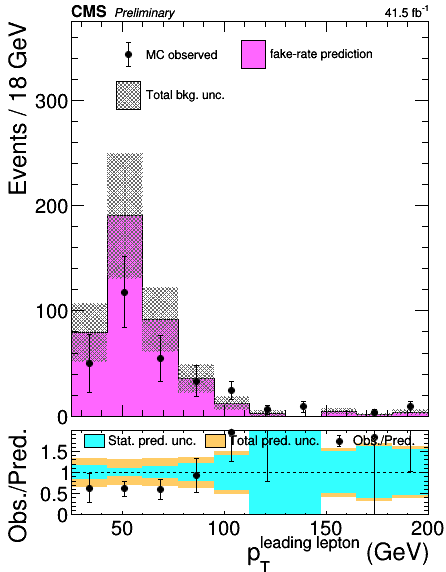 CMS Preliminary 41.5 fb-1
Events / 18 GeV
MC observed
fake-rate prediction
Total bkg. unc.
300
200
100
0
Obs./Pred.
Stat. pred. unc.
Total pred. unc.
Obs./Pred.
1.5
1
0.5
0
50 100 150 200
pT leading lepton (GeV)